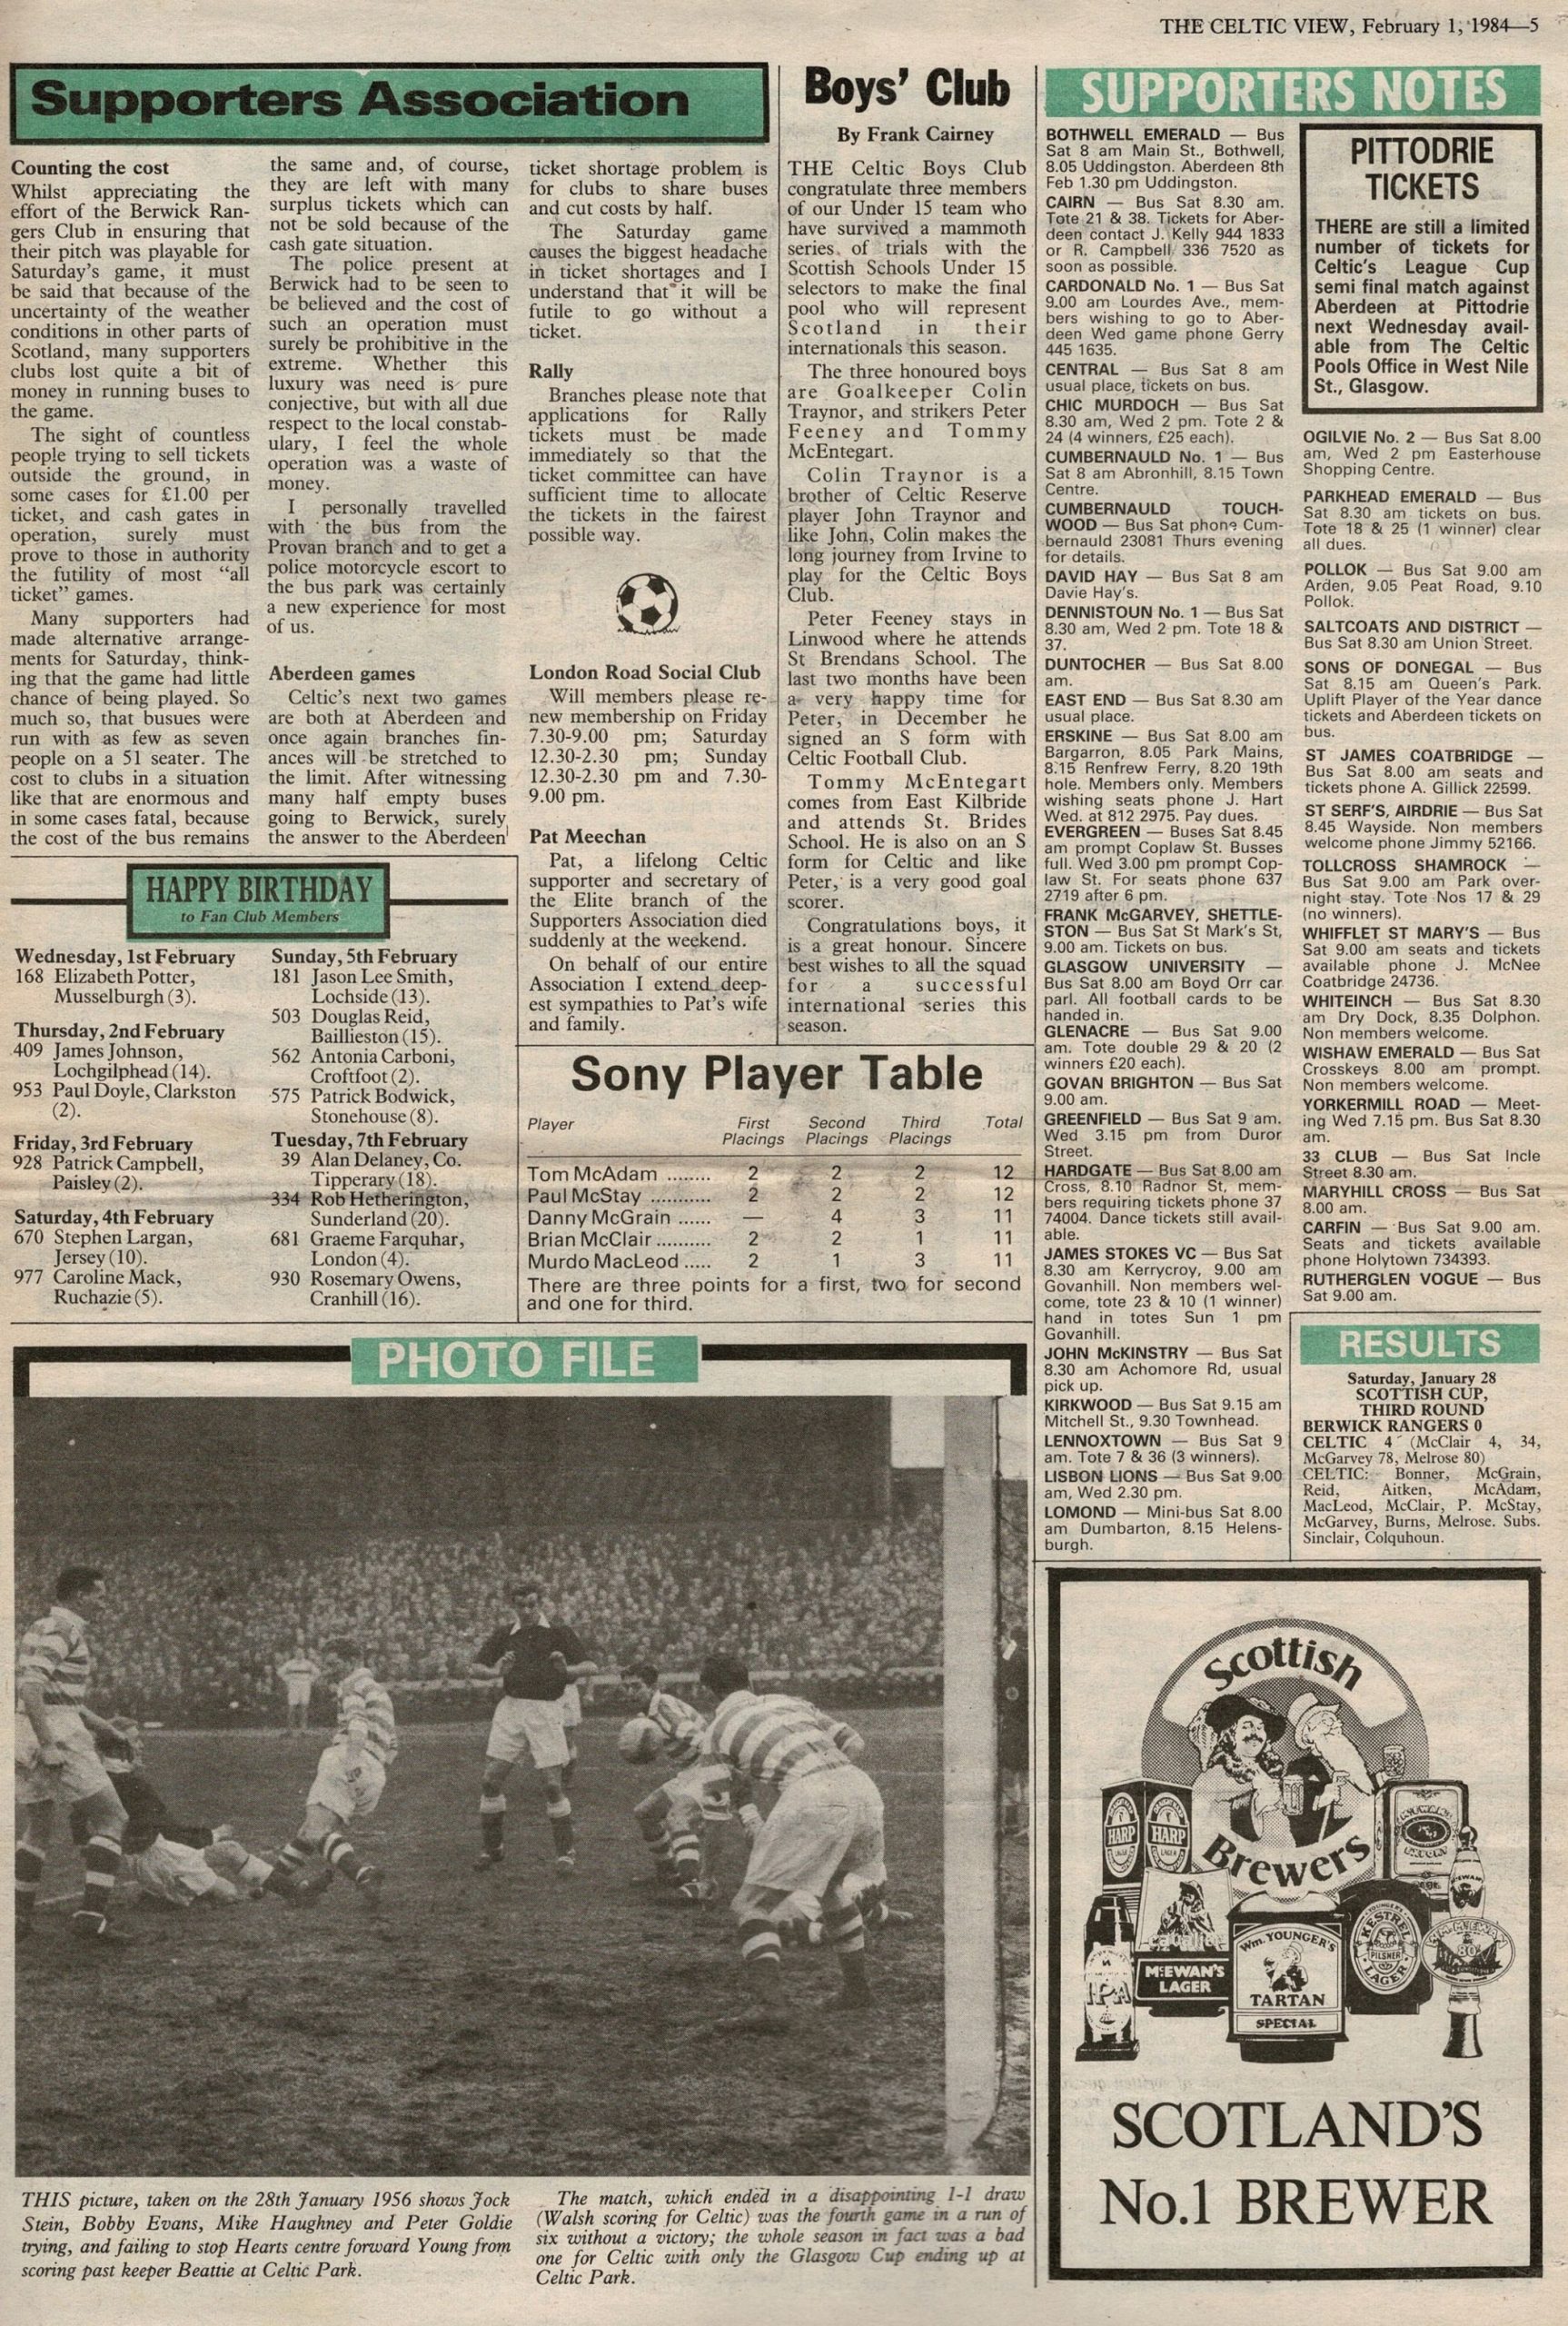 THE CELTIC VIEW, February 1, 1984—5
Supporters Association
Counting the cost
Whilst appreciating the
effort of the Berwick Ran-
gers Club in ensuring that
their pitch was playable for
Saturday's game, it must
be said that because of the
uncertainty of the weather
conditions in other parts of
Scotland, many supporters
clubs lost quite a bit of
money in running buses to
the game.
The sight of countless
people trying to sell tickets
outside the ground, in
some cases for £1.00 per
ticket, and cash gates in
operation, surely must
prove to those in authority
the futility of most “all
ticket” games.
Many supporters had
made alternative arrange-
ments for Saturday, think-
ing that the game had little
chance of being played. So
much so, that busues were
run with as few as seven
people on a 51 seater. The
cost to clubs in a situation
like that are enormous and
in some cases fatal, because
the cost of the bus remains
the same and, of course,
they are left with many
surplus tickets which can
not be sold because of the
cash gate situation.
The police present at
Berwick had to be seen to
be believed and the cost of
such an operation must
surely be prohibitive in the
extreme. Whether this
luxury was need is pure
conjective, but with all due
respect to the local constab-
ulary, I feel the whole
operation was a waste of
money.
I personally travelled
with the bus from the
Provan branch and to get a
police motorcycle escort to
the bus park was certainly
a new experience for most
of us.
Aberdeen games
Celtic's next two games
are both at Aberdeen and
once again branches fin-
ances will be stretched to
the limit. After witnessing
many half empty buses
going to Berwick, surely
the answer to the Aberdeen
ticket shortage problem is
for clubs to share buses
and cut costs by half.
The Saturday game
causes the biggest headache
in ticket shortages and I
understand that it will be
futile to go without a
ticket.
Rally
Branches please note that
applications for Rally
tickets must be made
immediately so that the
ticket committee can have
sufficient time to allocate
the tickets in the fairest
possible way.
London Road Social Club
Will members please re-
new membership on Friday
7.30-9.00 pm; Saturday
12.30-2.30 pm; Sunday
12.30-2.30 pm and 7.30-
9.00 pm.
Pat Meechan
Pat, a lifelong Celtic
supporter and secretary of
the Elite branch of the
Supporters Association died
suddenly at the weekend.
On behalf of our entire
Association I extend deep-
est sympathies to Pat's wife
and family.
Boys' Club
By Frank Cairney
THE Celtic Boys Club
congratulate three members
of our Under 15 team who
have survived a mammoth
series of trials with the
Scottish Schools Under 15
selectors to make the final
pool who will represent
Scotland in their
internationals this season.
The three honoured boys
are Goalkeeper Colin
Traynor, and strikers Peter
Feeney and Tommy
McEntegart.
Colin Traynor is a
brother of Celtic Reserve
player John Traynor and
like John, Colin makes the
long journey from Irvine to
play for the Celtic Boys
Club.
Peter Feeney stays in
Linwood where he attends
St Brendans School. The
last two months have been
a very happy time for
Peter, in December he
signed an S form with
Celtic Football Club.
Tommy McEntegart
comes from East Kilbride
and attends St. Brides
School. He is also on an S
form for Celtic and like
Peter, is a very good goal
scorer.
Congratulations boys, it
is a great honour. Sincere
best wishes to all the squad
for a successful
international series this
season.
HAPPY BIRTHDAY
to Fan Club Members
Wednesday, 1st February
168 Elizabeth Potter,
Musselburgh (3).
Thursday, 2nd February
409 James Johnson,
Lochgilphead (14).
953 Paul Doyle, Clarkston
(2).
Friday, 3rd February
928 Patrick Campbell,
Paisley (2).
Saturday, 4th February
670 Stephen Largan,
Jersey (10).
977 Caroline Mack,
Ruchazie (5).
Sunday, 5th February
181 Jason Lee Smith,
Lochside (13).
503 Douglas Reid,
Baillieston (15).
562 Antonia Carboni,
Croftfoot (2).
575 Patrick Bodwick,
Stonehouse (8).
Tuesday, 7th February
39 Alan Delaney, Co.
Tipperary (18).
334 Rob Hetherington,
Sunderland (20).
681 Graeme Farquhar,
London (4).
930 Rosemary Owens,
Cranhill (16).
Sony Player Table
Player First Placings Second Placings Third Placings Total
Tom McAdam ........ 2 2 2 12
Paul McStay ........... 2 2 2 12
Danny McGrain ...... — 4 3 11
Brian McClair .......... 2 2 1 11
Murdo MacLeod ..... 2 1 3 11
There are three points for a first, two for second
and one for third.
PHOTO FILE
THIS picture, taken on the 28th January 1956 shows Jock
Stein, Bobby Evans, Mike Haughney and Peter Goldie
trying, and failing to stop Hearts centre forward Young from
scoring past keeper Beattie at Celtic Park.
The match, which ended in a disappointing 1-1 draw
(Walsh scoring for Celtic) was the fourth game in a run of
six without a victory; the whole season in fact was a bad
one for Celtic with only the Glasgow Cup ending up at
Celtic Park.
SUPPORTERS NOTES
BOTHWELL EMERALD — Bus
Sat 8 am Main St., Bothwell,
8.05 Uddingston. Aberdeen 8th
Feb 1.30 pm Uddingston.
CAIRN — Bus Sat 8.30 am.
Tote 21 & 38. Tickets for Aber-
deen contact J. Kelly 944 1833
or R. Campbell 336 7520 as
soon as possible.
CARDONALD No. 1 — Bus Sat
9.00 am Lourdes Ave., mem-
bers wishing to go to Aber-
deen Wed game phone Gerry
445 1635.
CENTRAL — Bus Sat 8 am
usual place, tickets on bus.
CHIC MURDOCH — Bus Sat
8.30 am, Wed 2 pm. Tote 2 &
24 (4 winners, £25 each).
CUMBERNAULD No. 1 — Bus
Sat 8 am Abronhill, 8.15 Town
Centre.
CUMBERNAULD TOUCH-
WOOD — Bus Sat phone Cum-
bernauld 23081 Thurs evening
for details.
DAVID HAY — Bus Sat 8 am
Davie Hay's.
DENNISTOUN No. 1 — Bus Sat
8.30 am, Wed 2 pm. Tote 18 &
37.
DUNTOCHER — Bus Sat 8.00
am.
EAST END — Bus Sat 8.30 am
usual place.
ERSKINE — Bus Sat 8.00 am
Bargarron, 8.05 Park Mains,
8.15 Renfrew Ferry, 8.20 19th
hole. Members only. Members
wishing seats phone J. Hart
Wed. at 812 2975. Pay dues.
EVERGREEN — Buses Sat 8.45
am prompt Coplaw St. Busses
full. Wed 3.00 pm prompt Cop-
law St. For seats phone 637
2719 after 6 pm.
FRANK McGARVEY, SHETTLE-
STON — Bus Sat St Mark's St,
9.00 am. Tickets on bus.
GLASGOW UNIVERSITY —
Bus Sat 8.00 am Boyd Orr car
parl. All football cards to be
handed in.
GLENACRE — Bus Sat 9.00
am. Tote double 29 & 20 (2
winners £20 each).
GOVAN BRIGHTON — Bus Sat
9.00 am.
GREENFIELD — Bus Sat 9 am.
Wed 3.15 pm from Duror
Street.
HARDGATE — Bus Sat 8.00 am
Cross, 8.10 Radnor St, mem-
bers requiring tickets phone 37
74004. Dance tickets still avail-
able.
JAMES STOKES VC — Bus Sat
8.30 am Kerrycroy, 9.00 am
Govanhill. Non members wel-
come, tote 23 & 10 (1 winner)
hand in totes Sun 1 pm
Govanhill.
JOHN McKINSTRY — Bus Sat
8.30 am Achomore Rd, usual
pick up.
KIRKWOOD — Bus Sat 9.15 am
Mitchell St., 9.30 Townhead.
LENNOXTOWN — Bus Sat 9
am. Tote 7 & 36 (3 winners).
LISBON LIONS — Bus Sat 9.00
am, Wed 2.30 pm.
LOMOND — Mini-bus Sat 8.00
am Dumbarton, 8.15 Helens-
burgh.
PITTODRIE
TICKETS
THERE are still a limited
number of tickets for
Celtic's League Cup
semi final match against
Aberdeen at Pittodrie
next Wednesday avail-
able from The Celtic
Pools Office in West Nile
St., Glasgow.
OGILVIE No. 2 — Bus Sat 8.00
am, Wed 2 pm Easterhouse
Shopping Centre.
PARKHEAD EMERALD — Bus
Sat 8.30 am tickets on bus.
Tote 18 & 25 (1 winner) clear
all dues.
POLLOK — Bus Sat 9.00 am
Arden, 9.05 Peat Road, 9.10
Pollok.
SALTCOATS AND DISTRICT —
Bus Sat 8.30 am Union Street.
SONS OF DONEGAL — Bus
Sat 8.15 am Queen's Park.
Uplift Player of the Year dance
tickets and Aberdeen tickets on
bus.
ST JAMES COATBRIDGE —
Bus Sat 8.00 am seats and
tickets phone A. Gillick 22599.
ST SERF'S, AIRDRIE — Bus Sat
8.45 Wayside. Non members
welcome phone Jimmy 52166.
TOLLCROSS SHAMROCK —
Bus Sat 9.00 am Park over-
night stay. Tote Nos 17 & 29
(no winners).
WHIFFLET ST MARY'S — Bus
Sat 9.00 am seats and tickets
available phone J. McNee
Coatbridge 24736.
WHITEINCH — Bus Sat 8.30
am Dry Dock, 8.35 Dolphon.
Non members welcome.
WISHAW EMERALD — Bus Sat
Crosskeys 8.00 am prompt.
Non members welcome.
YORKERMILL ROAD — Meet-
ing Wed 7.15 pm. Bus Sat 8.30
am.
33 CLUB — Bus Sat Incle
Street 8.30 am.
MARYHILL CROSS — Bus Sat
8.00 am.
CARFIN — Bus Sat 9.00 am.
Seats and tickets available
phone Holytown 734393.
RUTHERGLEN VOGUE — Bus
Sat 9.00 am.
RESULTS
Saturday, January 28
SCOTTISH CUP,
THIRD ROUND
BERWICK RANGERS 0
CELTIC 4 (McClair 4, 34,
McGarvey 78, Melrose 80)
CELTIC: Bonner, McGrain,
Reid, Aitken, McAdam,
MacLeod, McClair, P. McStay,
McGarvey, Burns, Melrose. Subs.
Sinclair, Colquhoun.
Scottish
Brewers
HARP HARP
IPA
McEWAN'S
LAGER
Wm. YOUNGER'S
TARTAN
SPECIAL
KESTREL
PILSNER
LAGER
80
SCOTLAND'S
No.1 BREWER